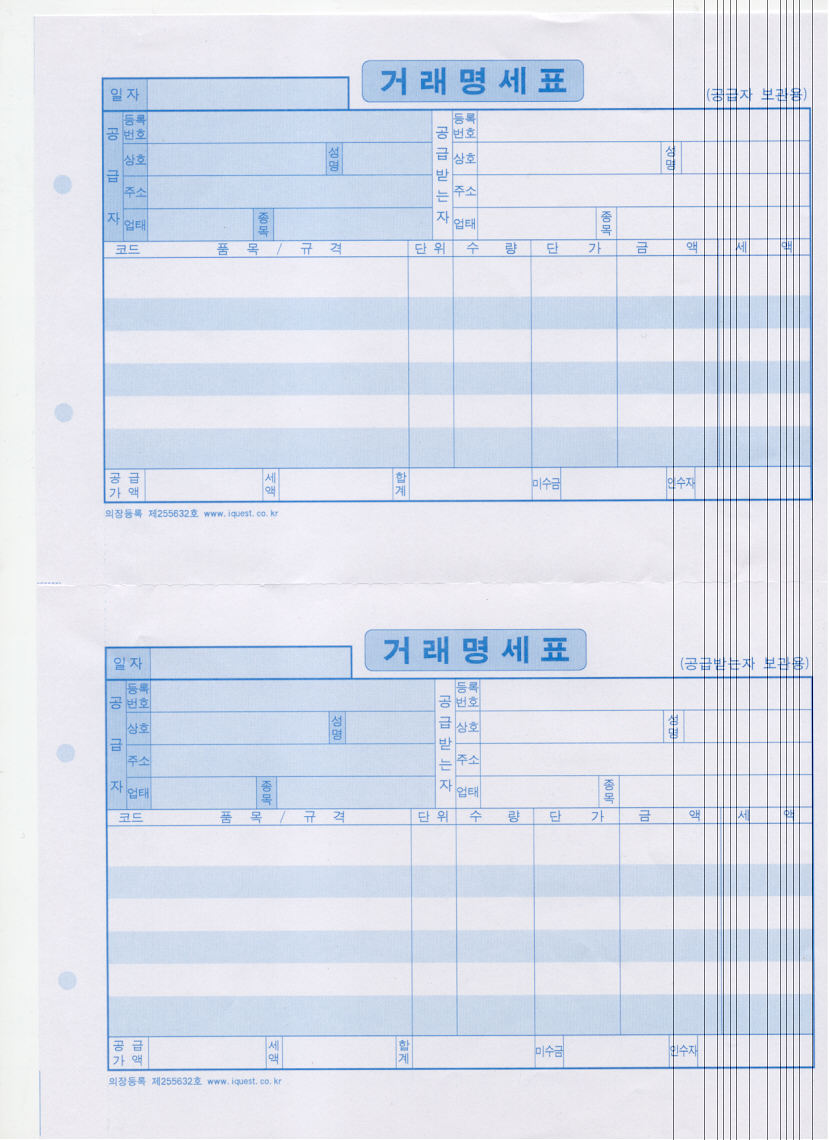 거래명세표
일자
(공급자 보관용)
공급자 등록번호 공급받는자 등록번호
상호 성명 상호 성명
주소 주소
업태 종목 업태 종목
코드 품목 / 규격 단위 수량 단가 금액 세액
공급가액 세액 합계 미수금 인수자
의장등록 제255632호 www.iquest.co.kr
거래명세표
일자
(공급받는자 보관용)
공급자 등록번호 공급받는자 등록번호
상호 성명 상호 성명
주소 주소
업태 종목 업태 종목
코드 품목 / 규격 단위 수량 단가 금액 세액
공급가액 세액 합계 미수금 인수자
의장등록 제255632호 www.iquest.co.kr